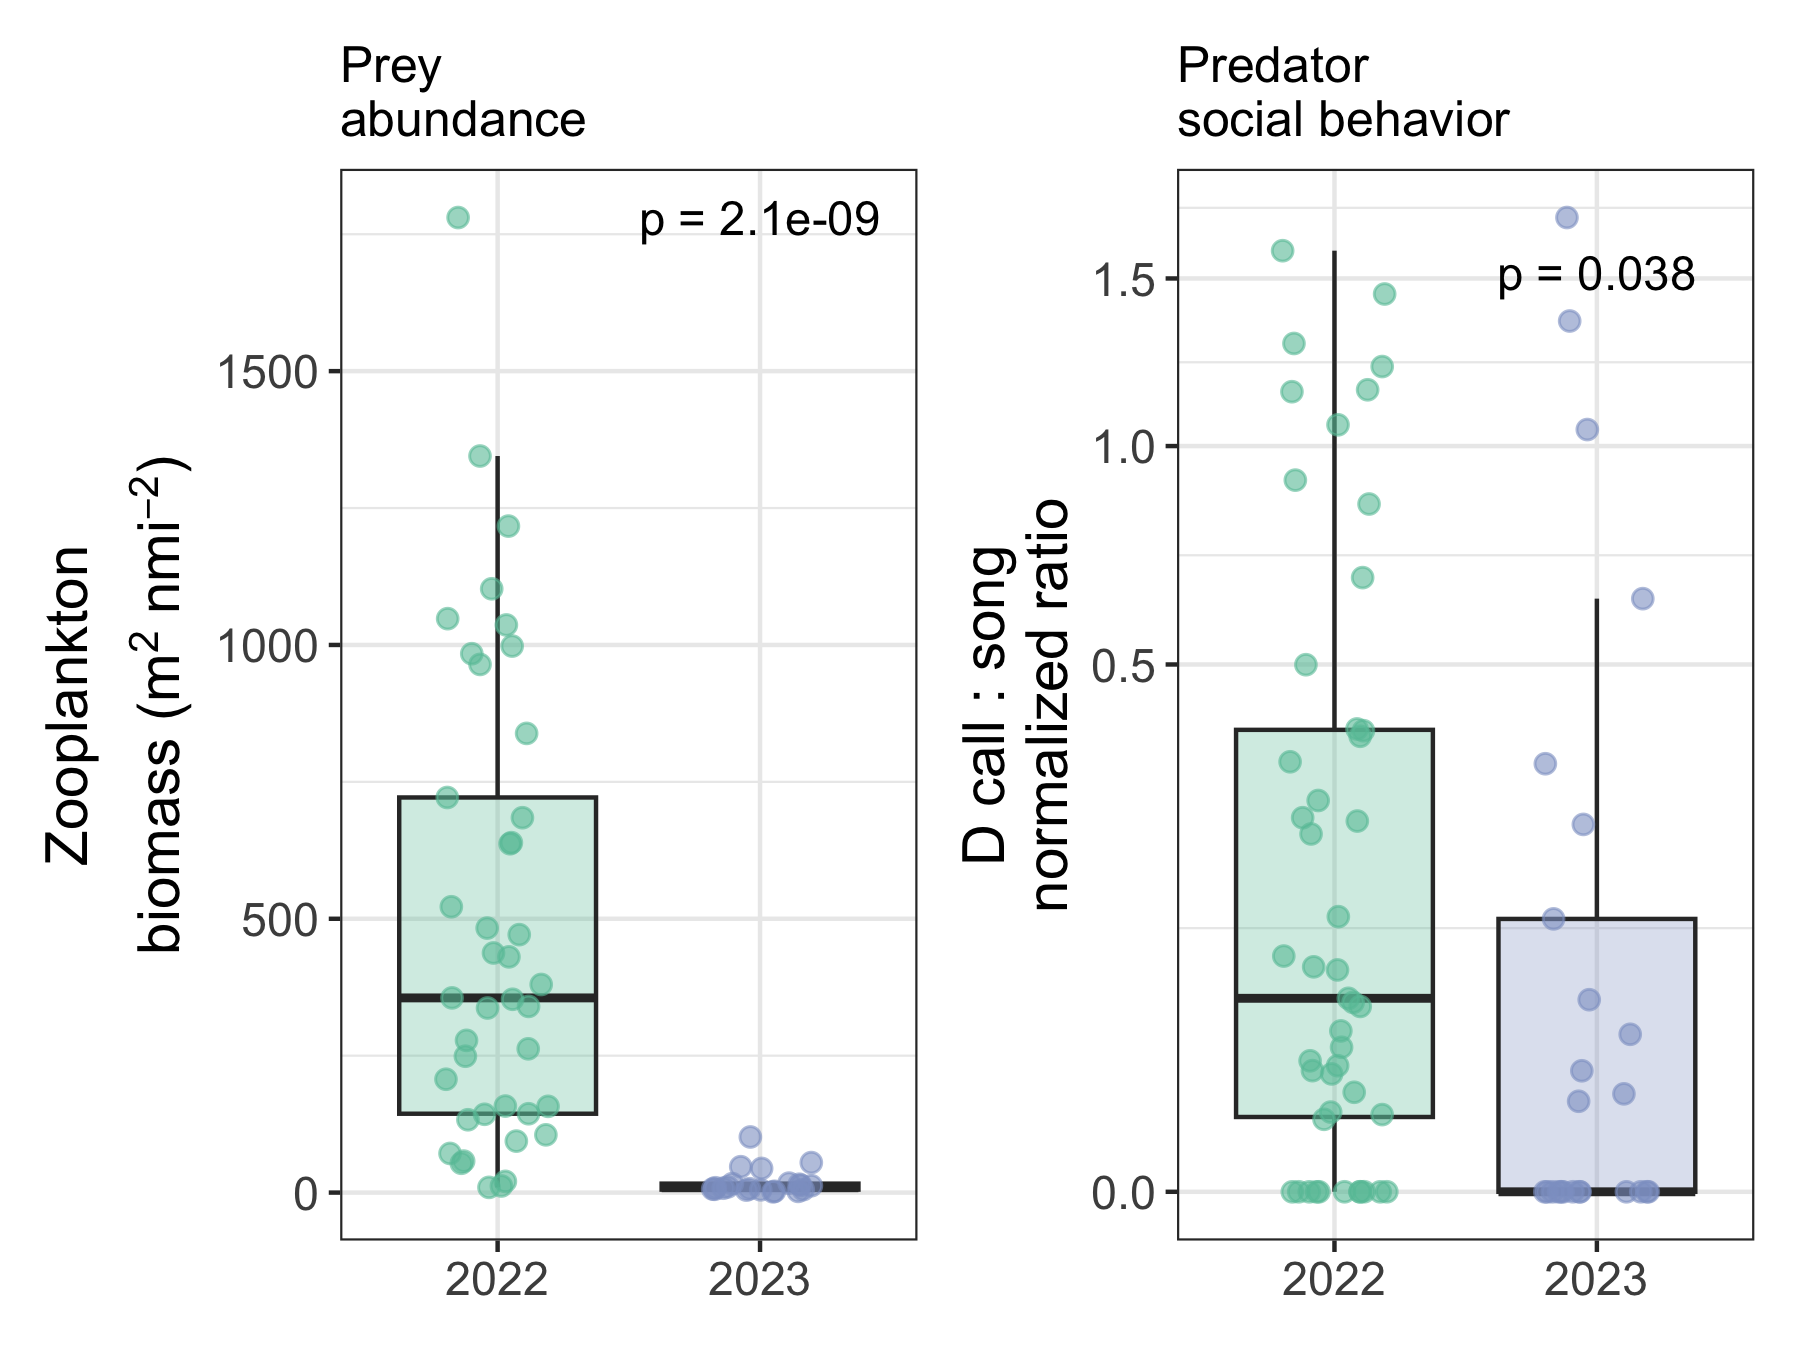 Prey
abundance
Predator
social behavior
p = 2.1e-09
p = 0.038
Zooplankton
biomass (m² nmi⁻²)
1500
1000
500
0
2022
2023
D call : song
normalized ratio
1.5
1.0
0.5
0.0
2022
2023